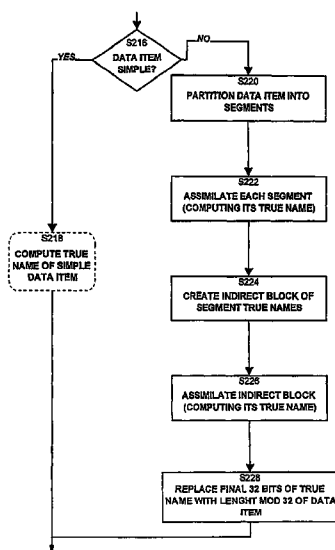 S216
DATA ITEM
SIMPLE?
YES
NO
S220
PARTITION DATA ITEM INTO
SEGMENTS
S222
ASSIMILATE EACH SEGMENT
(COMPUTING ITS TRUE NAME)
S218
COMPUTE TRUE
NAME OF SIMPLE
DATA ITEM
S224
CREATE INDIRECT BLOCK OF
SEGMENT TRUE NAMES
S226
ASSIMILATE INDIRECT BLOCK
(COMPUTING ITS TRUE NAME)
S228
REPLACE FINAL 32 BITS OF TRUE
NAME WITH LENGHT MOD 32 OF DATA
ITEM